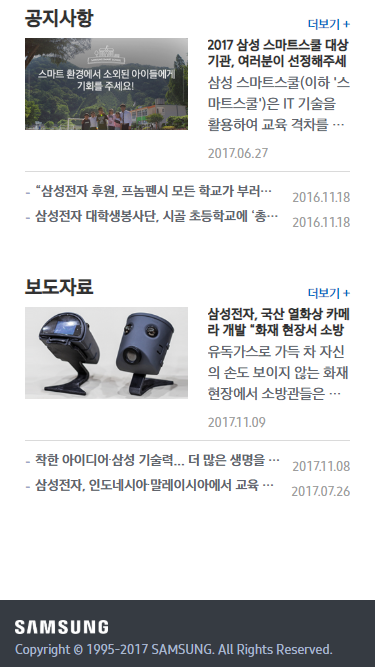 공지사항
더보기 +
스마트 환경에서 소외된 아이들에게
기회를 주세요!
2017 삼성 스마트스쿨 대상
기관, 여러분이 선정해주세
삼성 스마트스쿨(이하 '스
마트스쿨')은 IT 기술을
활용하여 교육 격차를 …
2017.06.27
- “삼성전자 후원, 프놈펜시 모든 학교가 부러…
2016.11.18
- 삼성전자 대학생봉사단, 시골 초등학교에 '총…
2016.11.18
보도자료
더보기 +
삼성전자, 국산 열화상 카메
라 개발 “화재 현장서 소방
유독가스로 가득 차 자신
의 손도 보이지 않는 화재
현장에서 소방관들은 …
2017.11.09
- 착한 아이디어·삼성 기술력... 더 많은 생명을 …
2017.11.08
- 삼성전자, 인도네시아·말레이시아에서 교육 …
2017.07.26
SAMSUNG
Copyright © 1995-2017 SAMSUNG. All Rights Reserved.